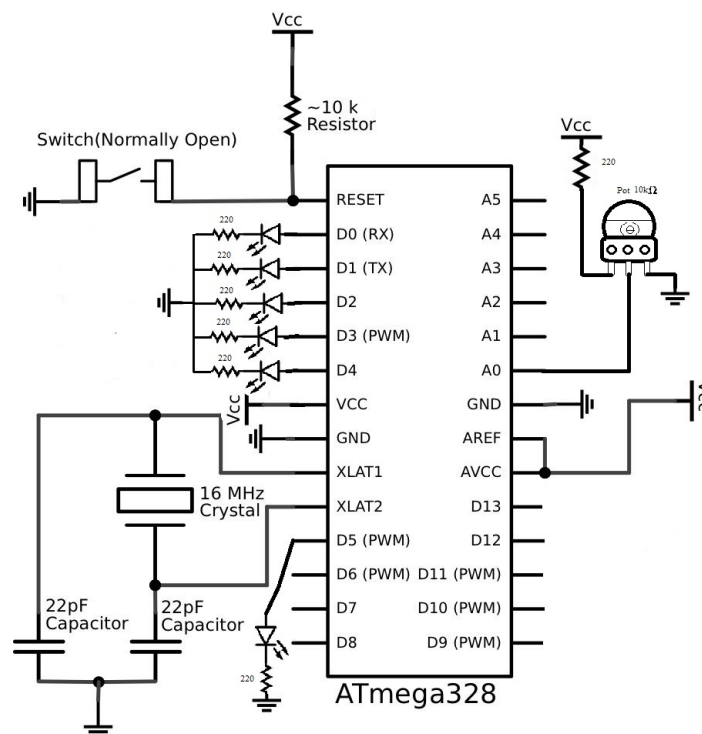 Vcc
~10 k
Resistor
Switch(Normally Open)
Vcc
220
Pot 10kΩ
RESET
A5
220
D0 (RX)
A4
220
D1 (TX)
A3
220
D2
A2
220
D3 (PWM)
A1
220
D4
A0
Vcc
VCC
GND
GND
AREF
XLAT1
AVCC
16 MHz
Crystal
XLAT2
D13
D5 (PWM)
D12
D6 (PWM)
D11 (PWM)
22pF
Capacitor
22pF
Capacitor
D7
D10 (PWM)
D8
D9 (PWM)
220
ATmega328